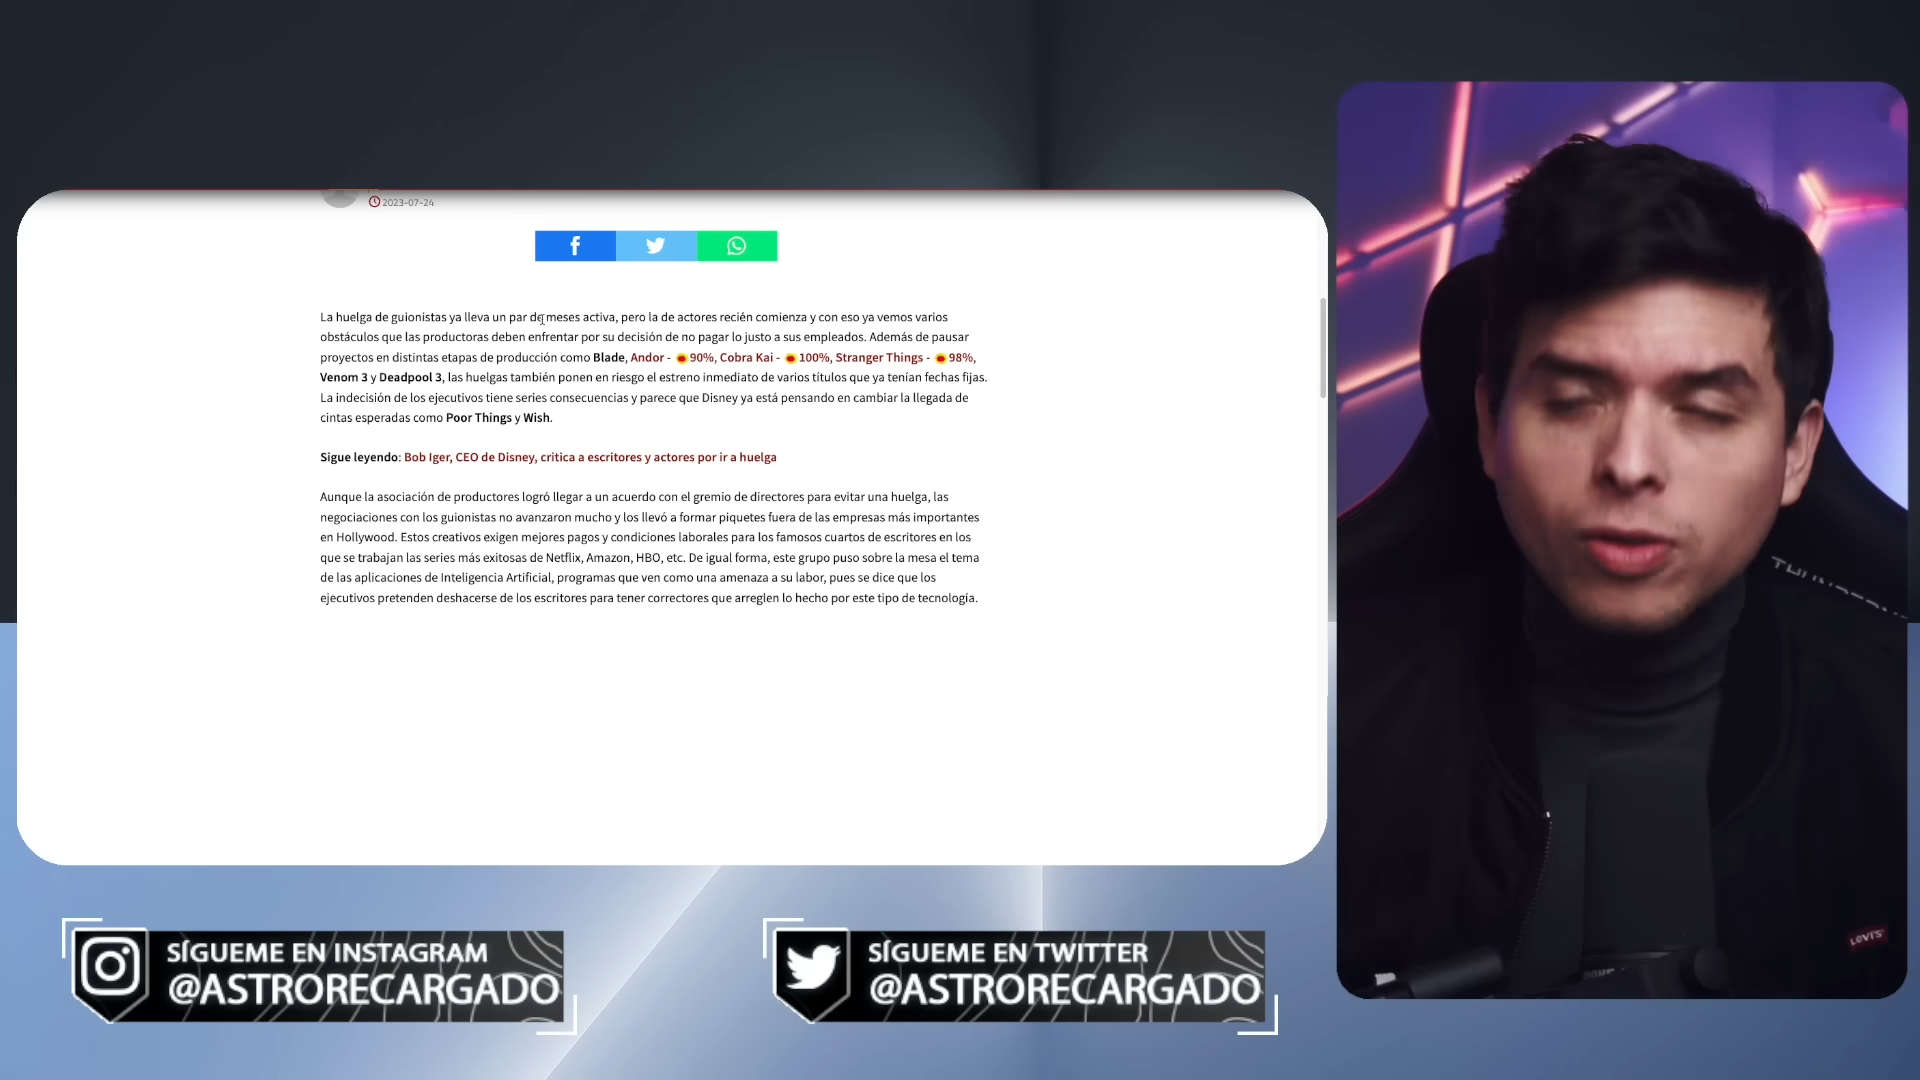 2023-07-24
La huelga de guionistas ya lleva un par de meses activa, pero la de actores recién comienza y con eso ya vemos varios
obstáculos que las productoras deben enfrentar por su decisión de no pagar lo justo a sus empleados. Además de pausar
proyectos en distintas etapas de producción como Blade, Andor - 90%, Cobra Kai - 100%, Stranger Things - 98%,
Venom 3 y Deadpool 3, las huelgas también ponen en riesgo el estreno inmediato de varios títulos que ya tenían fechas fijas.
La indecisión de los ejecutivos tiene series consecuencias y parece que Disney ya está pensando en cambiar la llegada de
cintas esperadas como Poor Things y Wish.
Sigue leyendo: Bob Iger, CEO de Disney, critica a escritores y actores por ir a huelga
Aunque la asociación de productores logró llegar a un acuerdo con el gremio de directores para evitar una huelga, las
negociaciones con los guionistas no avanzaron mucho y los llevó a formar piquetes fuera de las empresas más importantes
en Hollywood. Estos creativos exigen mejores pagos y condiciones laborales para los famosos cuartos de escritores en los
que se trabajan las series más exitosas de Netflix, Amazon, HBO, etc. De igual forma, este grupo puso sobre la mesa el tema
de las aplicaciones de Inteligencia Artificial, programas que ven como una amenaza a su labor, pues se dice que los
ejecutivos pretenden deshacerse de los escritores para tener correctores que arreglen lo hecho por este tipo de tecnología.
LEVI'S
SÍGUEME EN INSTAGRAM
@ASTRORECARGADO
SÍGUEME EN TWITTER
@ASTRORECARGADO